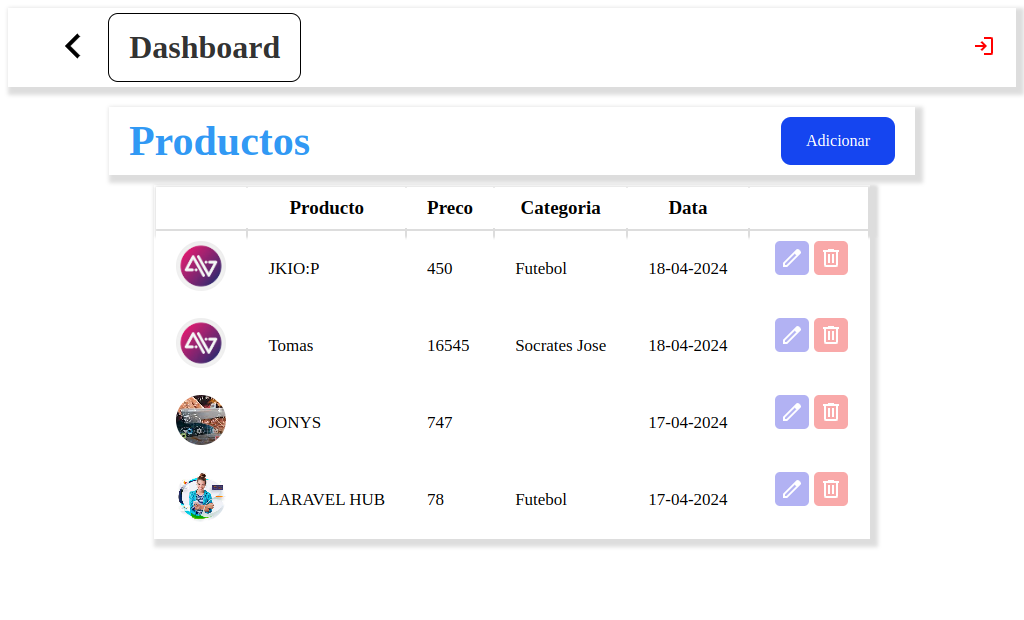 Dashboard
Productos
Adicionar
Producto Preco Categoria Data
JKIO:P 450 Futebol 18-04-2024
Tomas 16545 Socrates Jose 18-04-2024
JONYS 747 17-04-2024
LARAVEL HUB 78 Futebol 17-04-2024